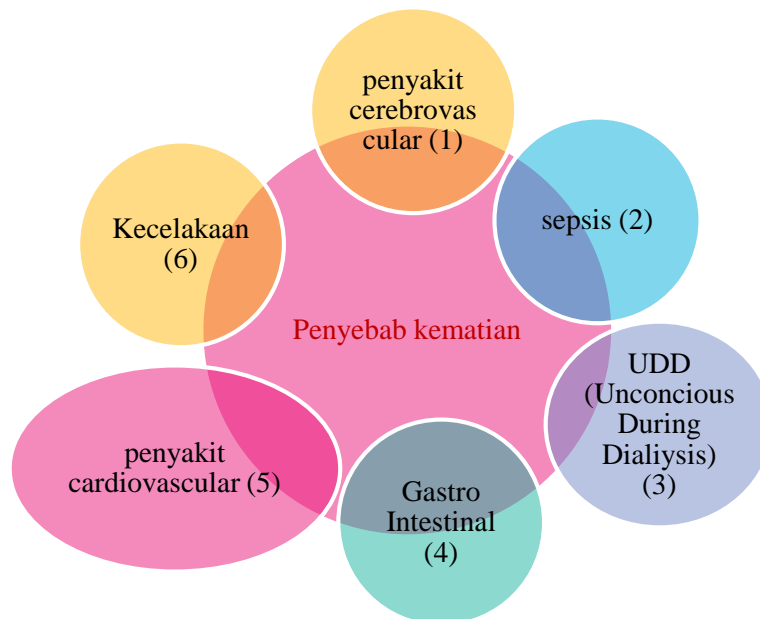 penyakit
cerebrovas
cular (1)
sepsis (2)
UDD
(Unconcious
During
Dialiysis)
(3)
Gastro
Intestinal
(4)
penyakit
cardiovascular (5)
Kecelakaan
(6)
Penyebab kematian